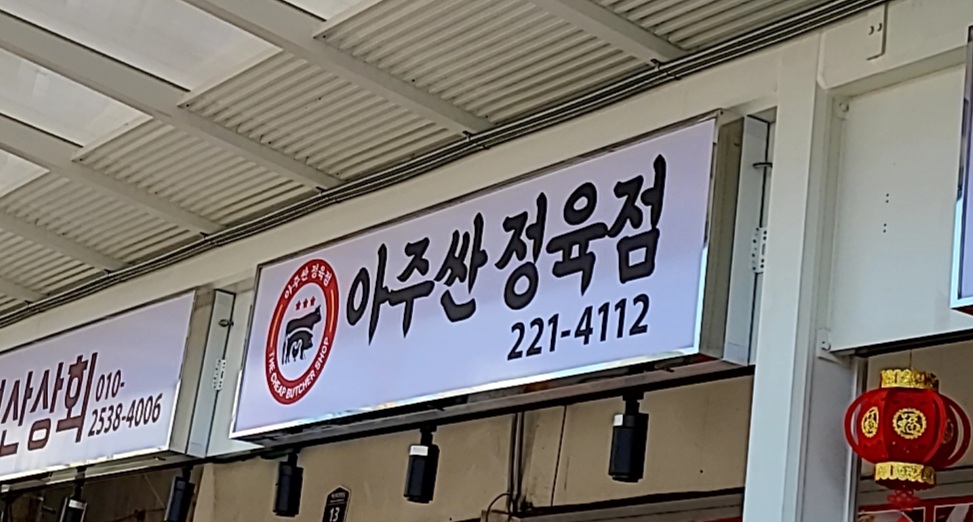 아주싼 정육점
221-4112
아주싼 정육점
THE CHEAP BUTCHER SHOP
산상회
010-
2538-4006
13
福